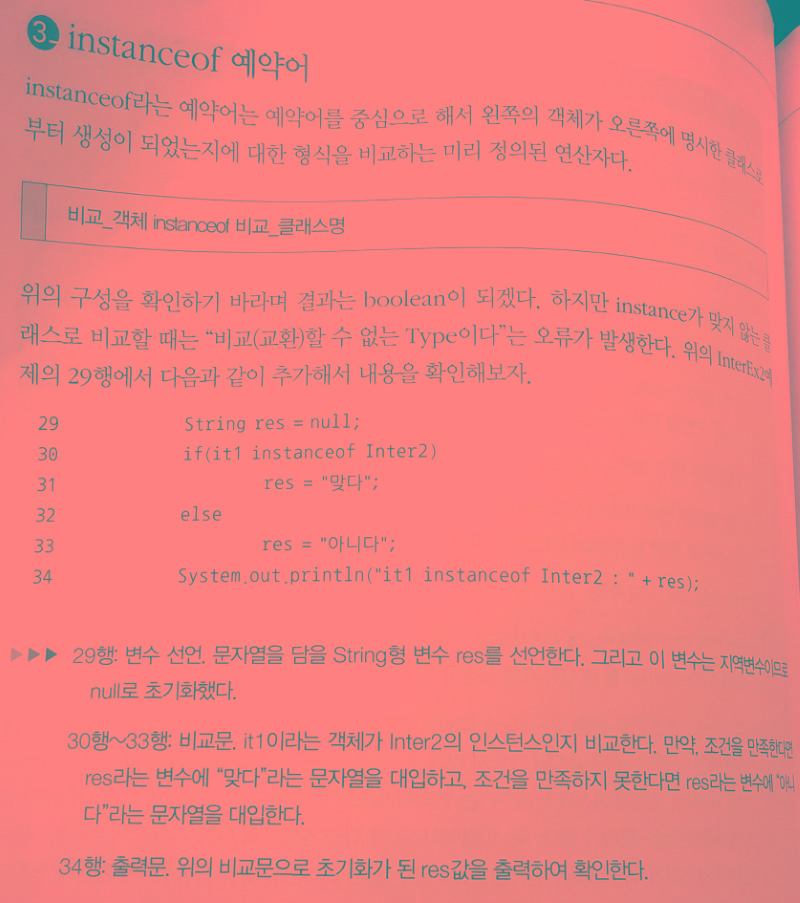 3_ instanceof 예약어
instanceof라는 예약어는 예약어를 중심으로 해서 왼쪽의 객체가 오른쪽에 명시한 클래스로
부터 생성이 되었는지에 대한 형식을 비교하는 미리 정의된 연산자다.
비교_객체 instanceof 비교_클래스명
위의 구성을 확인하기 바라며 결과는 boolean이 되겠다. 하지만 instance가 맞지 않는 클
래스로 비교할 때는 “비교(교환)할 수 없는 Type이다”는 오류가 발생한다. 위의 InterEx2예
제의 29행에서 다음과 같이 추가해서 내용을 확인해보자.
29 String res = null;
30 if(it1 instanceof Inter2)
31 res = "맞다";
32 else
33 res = "아니다";
34 System.out.println("it1 instanceof Inter2 : " + res);
▶▶▶ 29행: 변수 선언. 문자열을 담을 String형 변수 res를 선언한다. 그리고 이 변수는 지역변수이므로
null로 초기화했다.
30행~33행: 비교문. it1이라는 객체가 Inter2의 인스턴스인지 비교한다. 만약, 조건을 만족한다면
res라는 변수에 “맞다”라는 문자열을 대입하고, 조건을 만족하지 못한다면 res라는 변수에 “아니
다”라는 문자열을 대입한다.
34행: 출력문. 위의 비교문으로 초기화가 된 res값을 출력하여 확인한다.